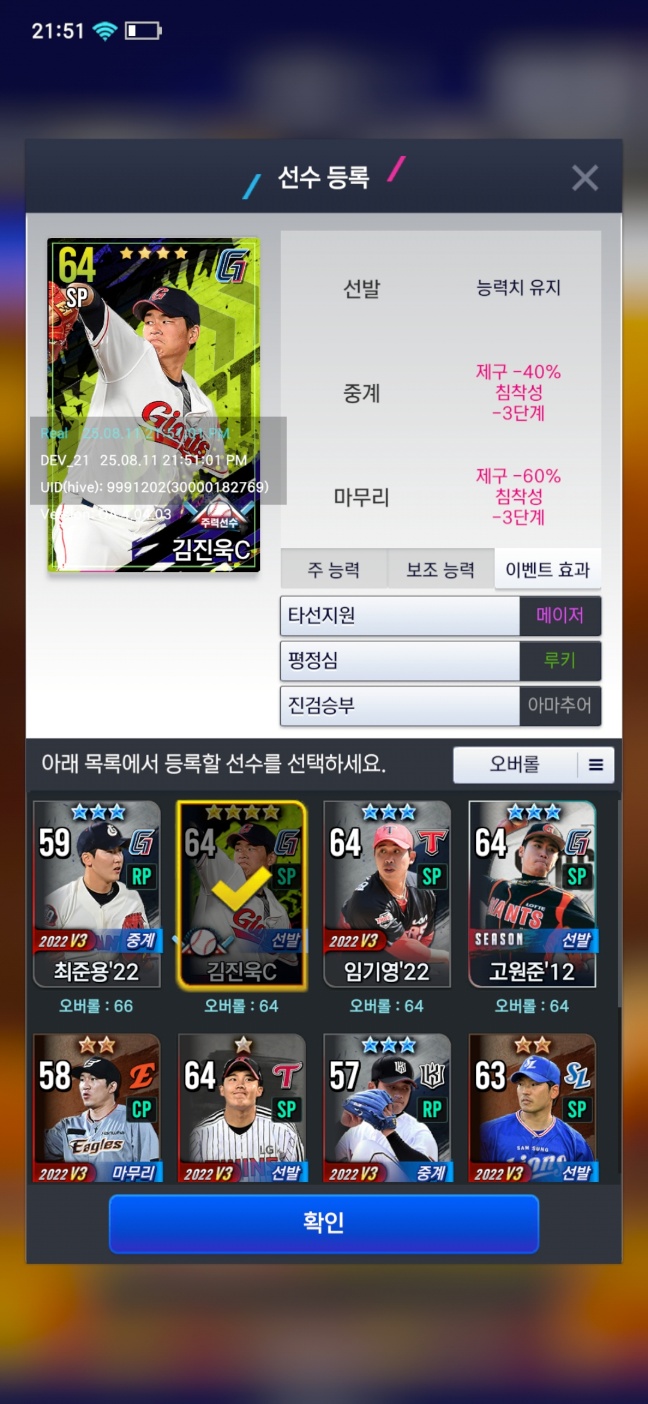 21:51
선수 등록
64
SP
Giants
주력선수
김진욱C
Real 25.08.11 21:51:01 PM
DEV_21 25.08.11 21:51:01 PM
UID(hive): 9991202(30000182769)
선발
능력치 유지
중계
제구 -40%
침착성
-3단계
마무리
제구 -60%
침착성
-3단계
주 능력
보조 능력
이벤트 효과
타선지원
메이저
평정심
루키
진검승부
아마추어
아래 목록에서 등록할 선수를 선택하세요.
오버롤
59
RP
2022 V3
중계
최준용'22
오버롤 : 66
64
SP
선발
김진욱C
오버롤 : 64
64
SP
2022 V3
선발
임기영'22
오버롤 : 64
64
SP
LOTTE
SEASON
선발
고원준'12
오버롤 : 64
58
CP
Eagles
2022 V3
마무리
64
SP
2022 V3
선발
57
RP
2022 V3
중계
63
SP
2022 V3
선발
확인